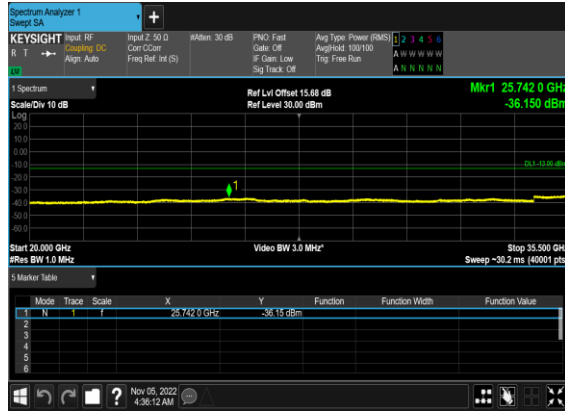 Spectrum Analyzer 1
Swept SA
+
KEYSIGHT Input: RF Input Z: 50 Ω #Atten: 30 dB PNO: Fast Avg Type: Power (RMS) 1 2 3 4 5 6
R T Coupling: DC Corr CCorr Gate: Off Avg|Hold: 100/100 A W W W W W
Align: Auto Freq Ref: Int (S) IF Gain: Low Trig: Free Run
Sig Track: Off A N N N N N
1 Spectrum Ref Lvl Offset 15.68 dB Mkr1 25.742 0 GHz
Scale/Div 10 dB Ref Level 30.00 dBm -36.150 dBm
Log
20.0
10.0
0.00
-10.0 DL1 -13.00 dBm
-20.0
-30.0 1
-40.0
-50.0
-60.0
Start 20.000 GHz Video BW 3.0 MHz* Stop 35.500 GHz
#Res BW 1.0 MHz Sweep ~30.2 ms (40001 pts)
5 Marker Table
Mode Trace Scale X Y Function Function Width Function Value
1 N 1 f 25.742 0 GHz -36.15 dBm
2
3
4
5
6
? Nov 05, 2022
4:36:12 AM